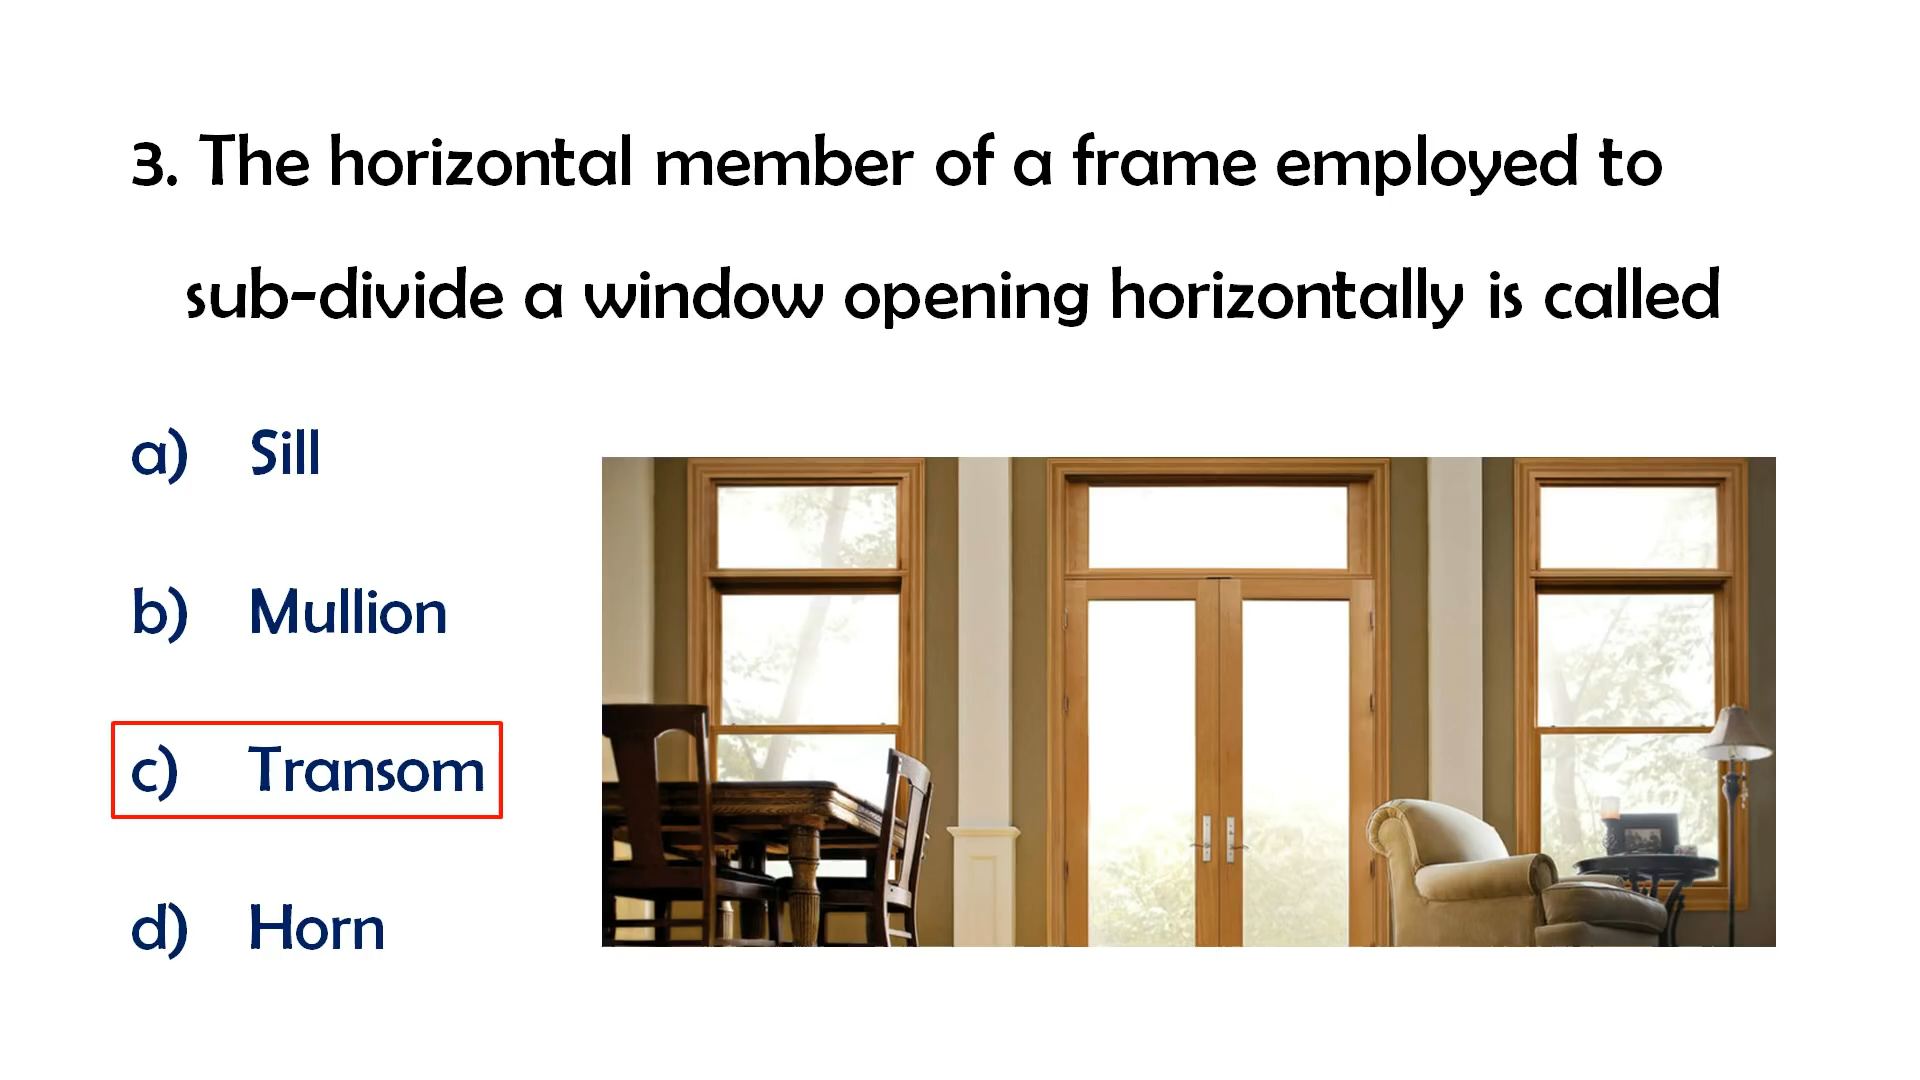 3. The horizontal member of a frame employed to
sub-divide a window opening horizontally is called
a) Sill
b) Mullion
c) Transom
d) Horn